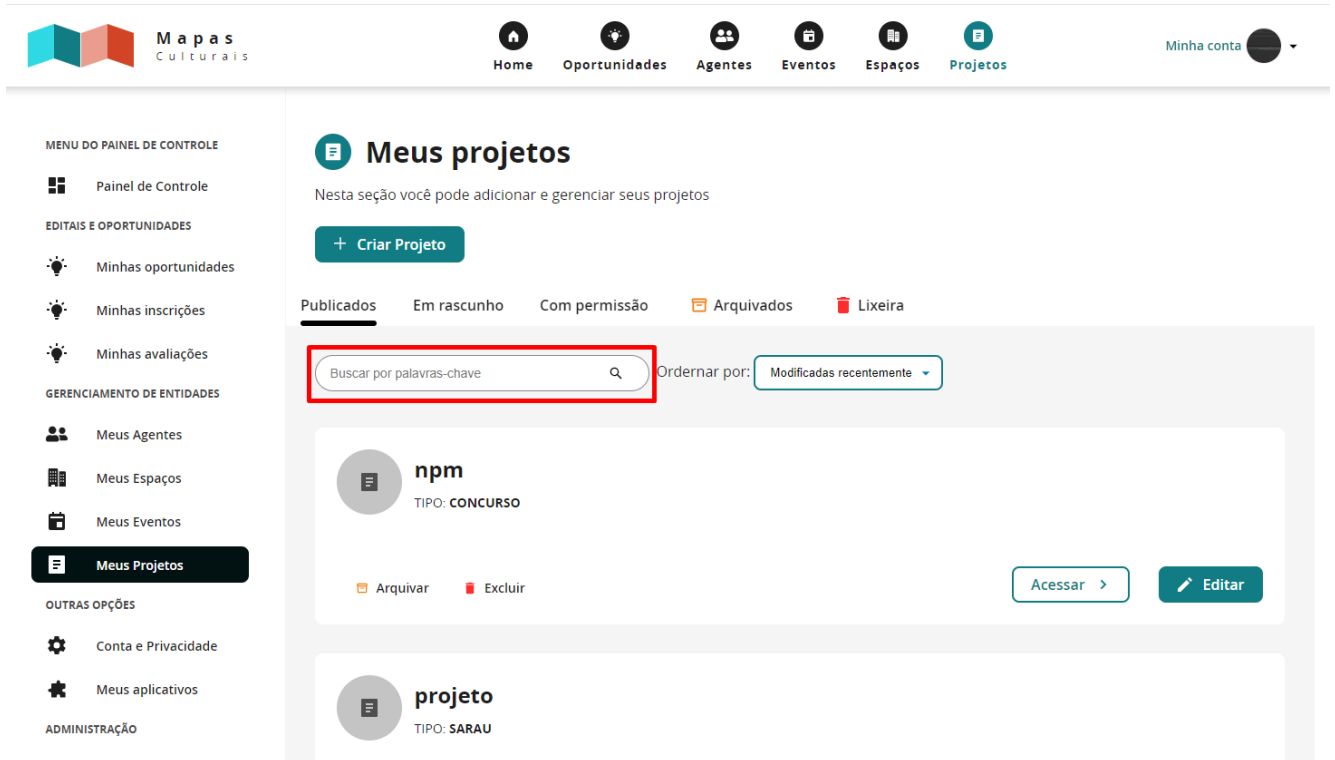 Mapas
Culturais
Home
Oportunidades
Agentes
Eventos
Espaços
Projetos
Minha conta
MENU DO PAINEL DE CONTROLE
Painel de Controle
EDITAIS E OPORTUNIDADES
Minhas oportunidades
Minhas inscrições
Minhas avaliações
GERENCIAMENTO DE ENTIDADES
Meus Agentes
Meus Espaços
Meus Eventos
Meus Projetos
OUTRAS OPÇÕES
Conta e Privacidade
Meus aplicativos
ADMINISTRAÇÃO
Meus projetos
Nesta seção você pode adicionar e gerenciar seus projetos
+ Criar Projeto
Publicados
Em rascunho
Com permissão
Arquivados
Lixeira
Buscar por palavras-chave
Ordernar por:
Modificadas recentemente
npm
TIPO: CONCURSO
Arquivar
Excluir
Acessar
Editar
projeto
TIPO: SARAU